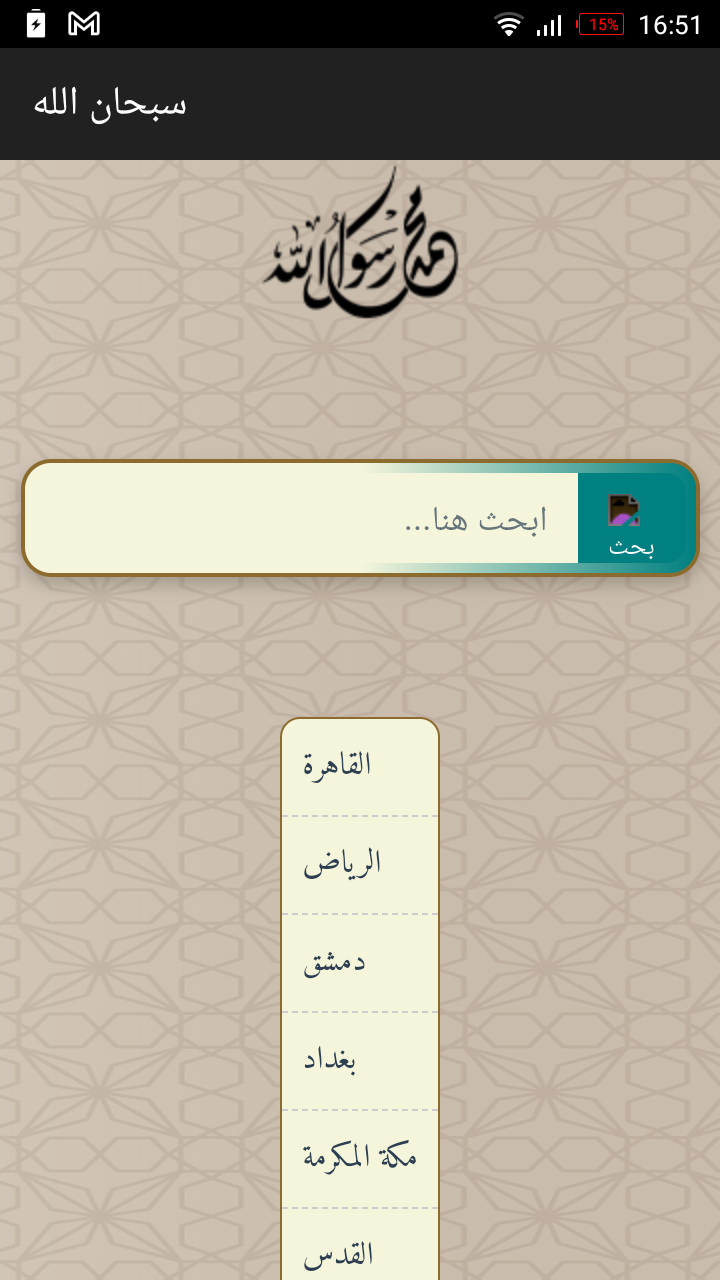 15% 16:51
سبحان الله
محمد رسول الله
ابحث هنا...
بحث
القاهرة
الرياض
دمشق
بغداد
مكة المكرمة
القدس